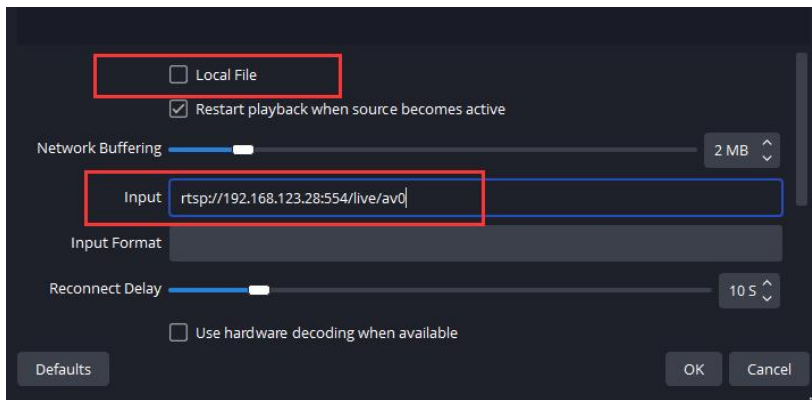 Local File
Restart playback when source becomes active
Network Buffering 2 MB
Input rtsp://192.168.123.28:554/live/av0
Input Format
Reconnect Delay 10 S
Use hardware decoding when available
Defaults OK Cancel